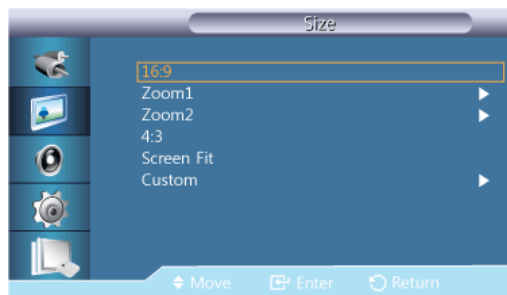 Size
16:9
Zoom1
Zoom2
4:3
Screen Fit
Custom
Move Enter Return